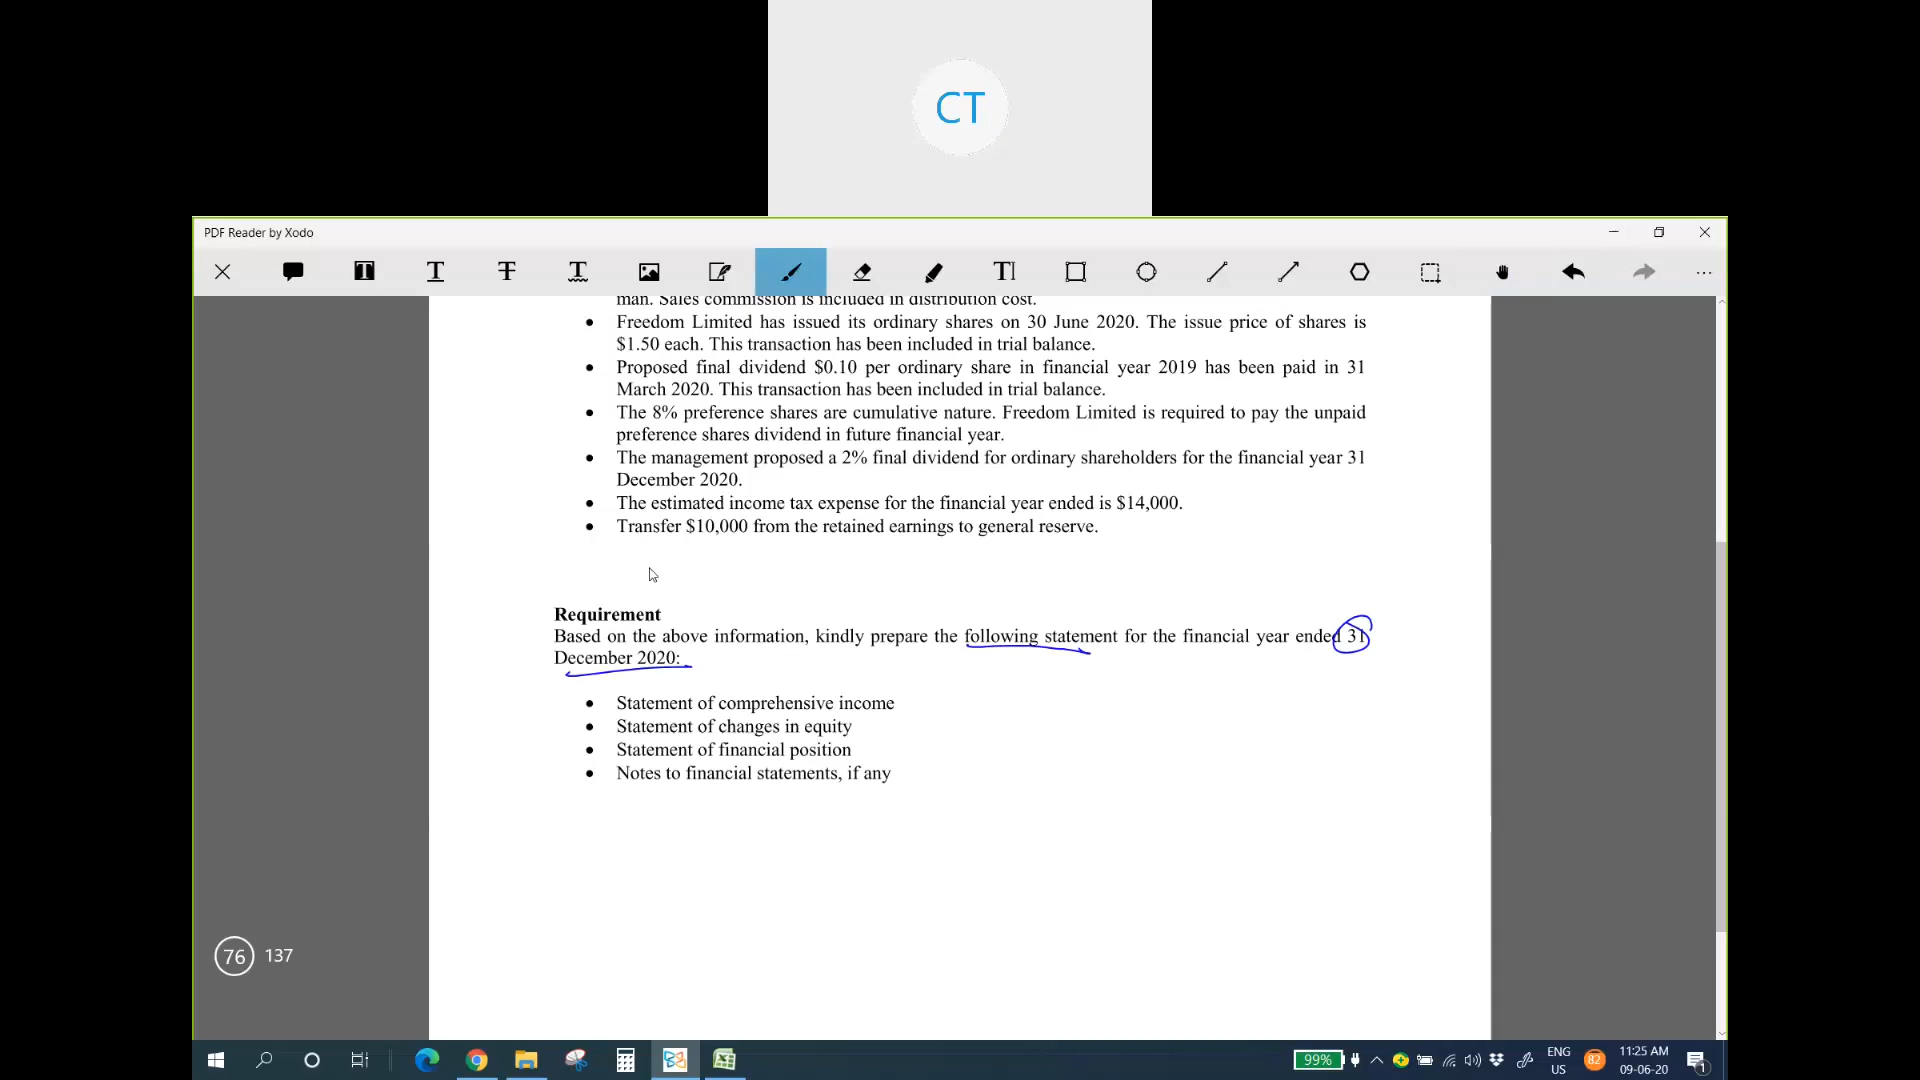 CT
PDF Reader by Xodo
man. Sales commission is included in distribution cost.
• Freedom Limited has issued its ordinary shares on 30 June 2020. The issue price of shares is
$1.50 each. This transaction has been included in trial balance.
• Proposed final dividend $0.10 per ordinary share in financial year 2019 has been paid in 31
March 2020. This transaction has been included in trial balance.
• The 8% preference shares are cumulative nature. Freedom Limited is required to pay the unpaid
preference shares dividend in future financial year.
• The management proposed a 2% final dividend for ordinary shareholders for the financial year 31
December 2020.
• The estimated income tax expense for the financial year ended is $14,000.
• Transfer $10,000 from the retained earnings to general reserve.
Requirement
Based on the above information, kindly prepare the following statement for the financial year ended 31
December 2020:
• Statement of comprehensive income
• Statement of changes in equity
• Statement of financial position
• Notes to financial statements, if any
76 137
99%
ENG
US
82
11:25 AM
09-06-20
1